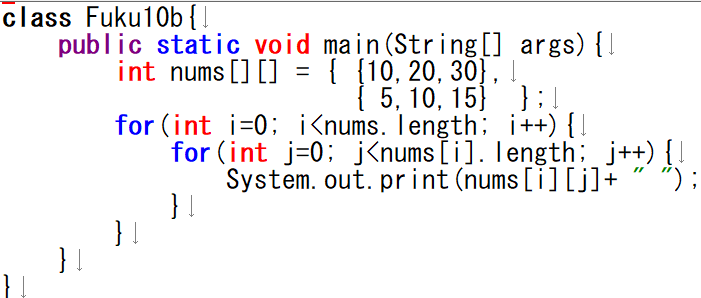 class Fuku10b{↓
    public static void main(String[] args){↓
        int nums[][] = { {10,20,30},↓
                         { 5,10,15}  };↓
        for(int i=0; i<nums.length; i++){↓
            for(int j=0; j<nums[i].length; j++){↓
                System.out.print(nums[i][j]+ " ");
            }↓
        }↓
    }↓
}↓